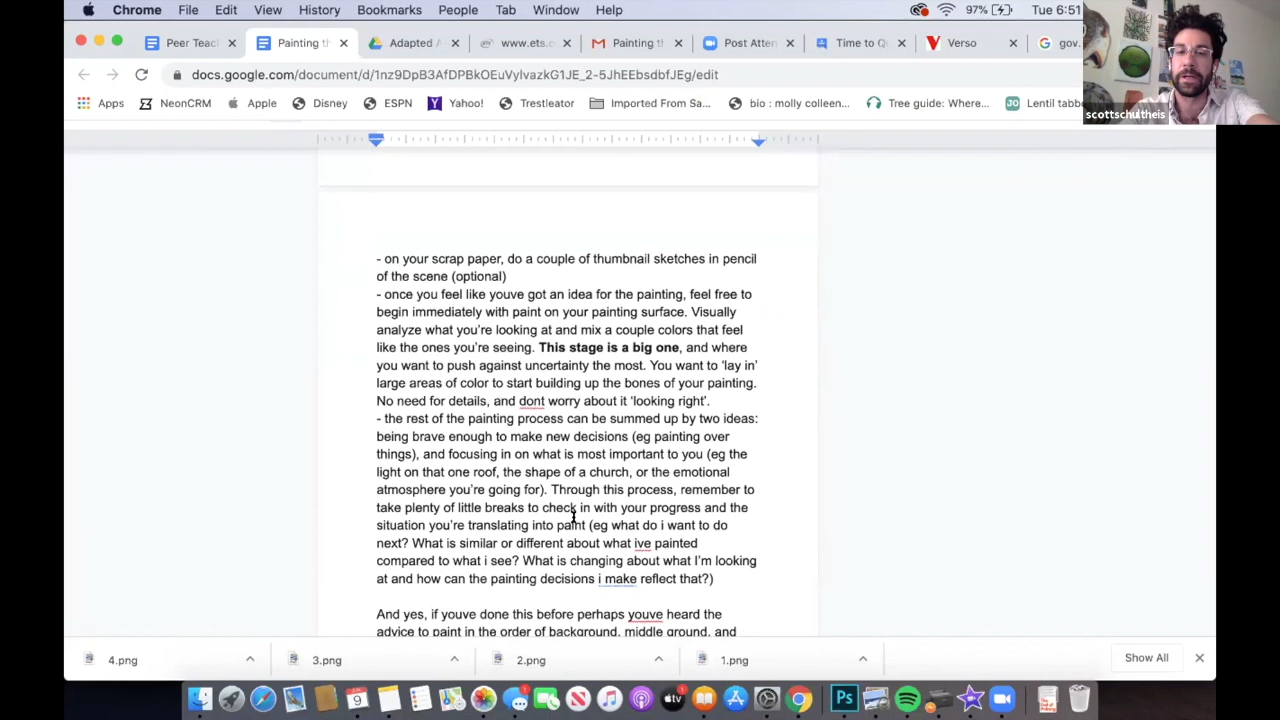 Chrome File Edit View History Bookmarks People Tab Window Help 97% Tue 6:51
Peer Teac Painting th Adapted A www.ets.c Painting th Post Atten Time to Q Verso gov.
docs.google.com/document/d/1nz9DpB3AfDPBkOEuVyIvazkG1JE_2-5JhEEbsdbfJEg/edit
scottschultheis
Apps NeonCRM Apple Disney ESPN Yahoo! Trestleator Imported From Sa... bio : molly colleen... Tree guide: Where... JO Lentil tabbo
- on your scrap paper, do a couple of thumbnail sketches in pencil
of the scene (optional)
- once you feel like youve got an idea for the painting, feel free to
begin immediately with paint on your painting surface. Visually
analyze what you're looking at and mix a couple colors that feel
like the ones you're seeing. This stage is a big one, and where
you want to push against uncertainty the most. You want to 'lay in'
large areas of color to start building up the bones of your painting.
No need for details, and dont worry about it 'looking right'.
- the rest of the painting process can be summed up by two ideas:
being brave enough to make new decisions (eg painting over
things), and focusing in on what is most important to you (eg the
light on that one roof, the shape of a church, or the emotional
atmosphere you're going for). Through this process, remember to
take plenty of little breaks to check in with your progress and the
situation you're translating into paint (eg what do i want to do
next? What is similar or different about what ive painted
compared to what i see? What is changing about what I'm looking
at and how can the painting decisions i make reflect that?)
And yes, if youve done this before perhaps youve heard the
advice to paint in the order of background, middle ground, and
4.png 3.png 2.png 1.png Show All
9 tv Ps